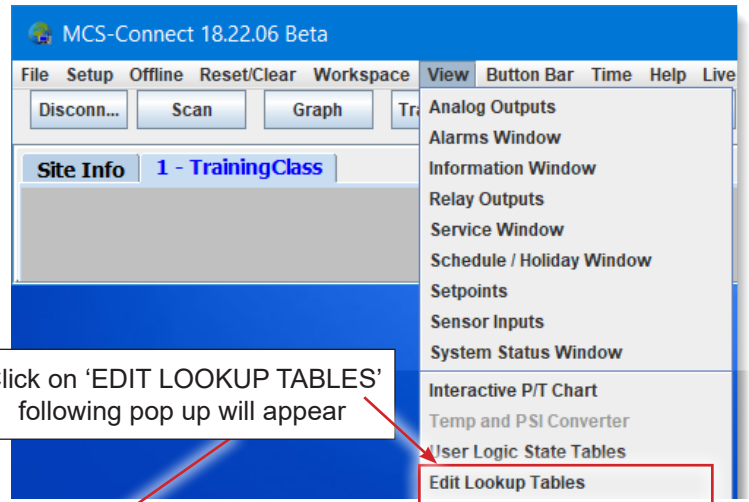 MCS-Connect 18.22.06 Beta
File Setup Offline Reset/Clear Workspace View Button Bar Time Help Live
Disconn... Scan Graph
Site Info 1 - TrainingClass
Analog Outputs
Alarms Window
Information Window
Relay Outputs
Service Window
Schedule / Holiday Window
Setpoints
Sensor Inputs
System Status Window
Interactive P/T Chart
Temp and PSI Converter
User Logic State Tables
Edit Lookup Tables
lick on ‘EDIT LOOKUP TABLES’
following pop up will appear